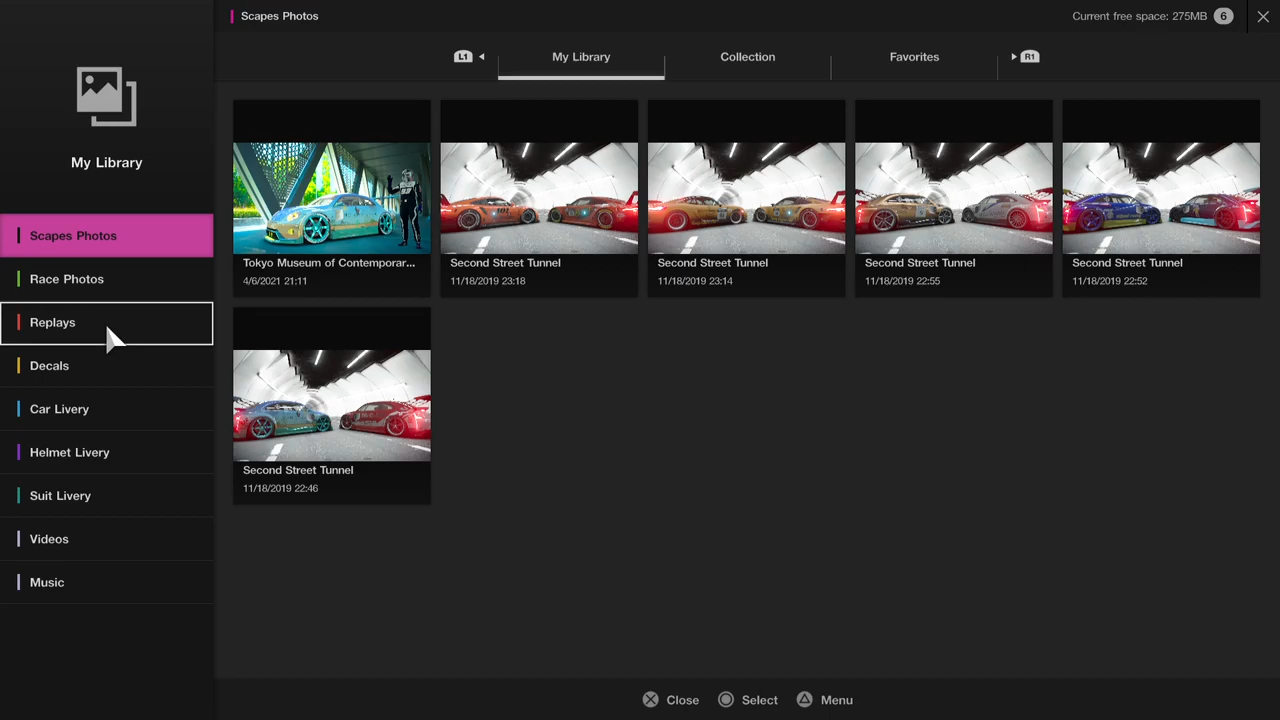 Scapes Photos
Current free space: 275MB 6
L1
My Library
Collection
Favorites
R1
My Library
Scapes Photos
Race Photos
Replays
Decals
Car Livery
Helmet Livery
Suit Livery
Videos
Music
Tokyo Museum of Contemporar...
4/6/2021 21:11
Second Street Tunnel
11/18/2019 23:18
Second Street Tunnel
11/18/2019 23:14
Second Street Tunnel
11/18/2019 22:55
Second Street Tunnel
11/18/2019 22:52
Second Street Tunnel
11/18/2019 22:46
Close
Select
Menu